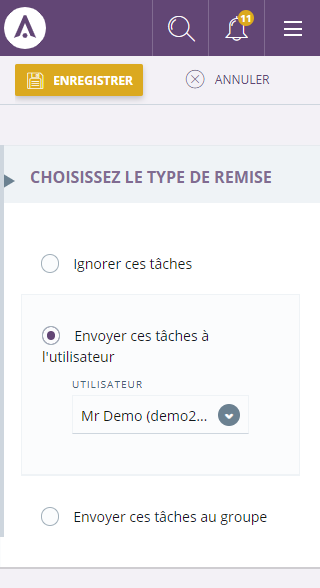 11
ENREGISTRER
ANNULER
CHOISISSEZ LE TYPE DE REMISE
Ignorer ces tâches
Envoyer ces tâches à
l'utilisateur
UTILISATEUR
Mr Demo (demo2...
Envoyer ces tâches au groupe